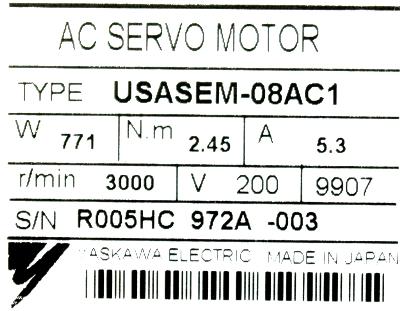 AC SERVO MOTOR
TYPE USASEM-08AC1
W 771 N.m 2.45 A 5.3
r/min 3000 V 200 9907
S/N R005HC 972A -003
YASKAWA ELECTRIC MADE IN JAPAN